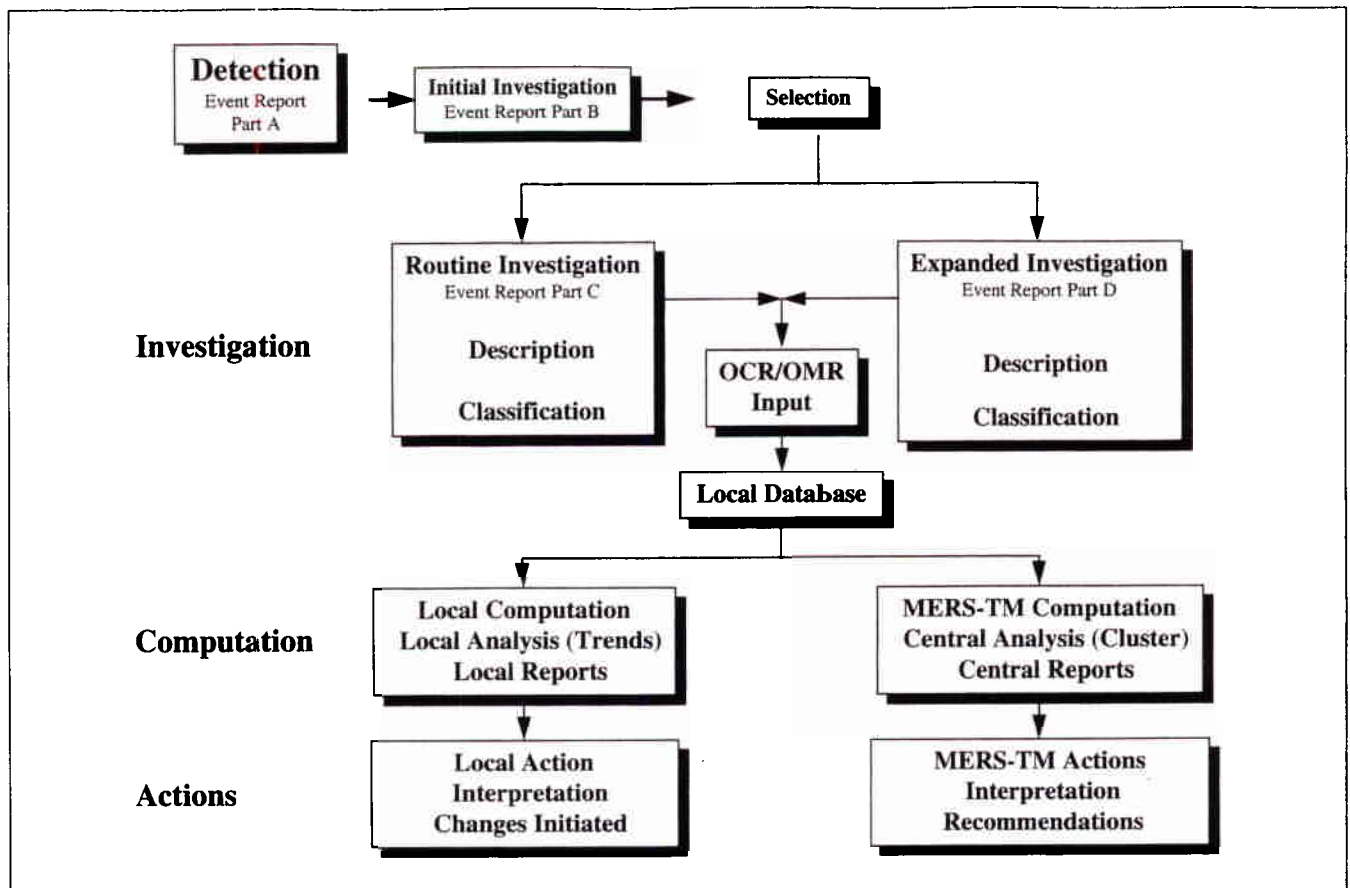 Detection
Event Report
Part A
Initial Investigation
Event Report Part B
Selection
Investigation
Routine Investigation
Event Report Part C
Description
Classification
OCR/OMR
Input
Expanded Investigation
Event Report Part D
Description
Classification
Local Database
Computation
Local Computation
Local Analysis (Trends)
Local Reports
MERS-TM Computation
Central Analysis (Cluster)
Central Reports
Actions
Local Action
Interpretation
Changes Initiated
MERS-TM Actions
Interpretation
Recommendations